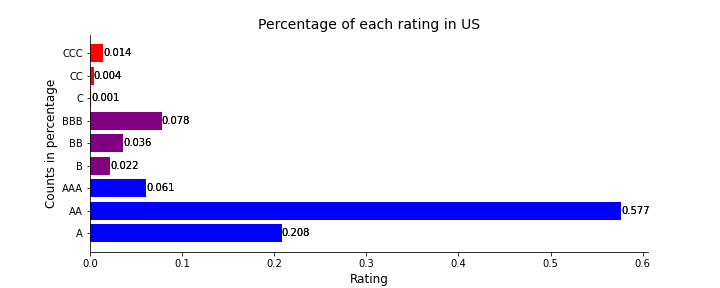 Percentage of each rating in US
Counts in percentage
CCC 0.014
CC 0.004
C 0.001
BBB 0.078
BB 0.036
B 0.022
AAA 0.061
AA 0.577
A 0.208
0.0 0.1 0.2 0.3 0.4 0.5 0.6
Rating